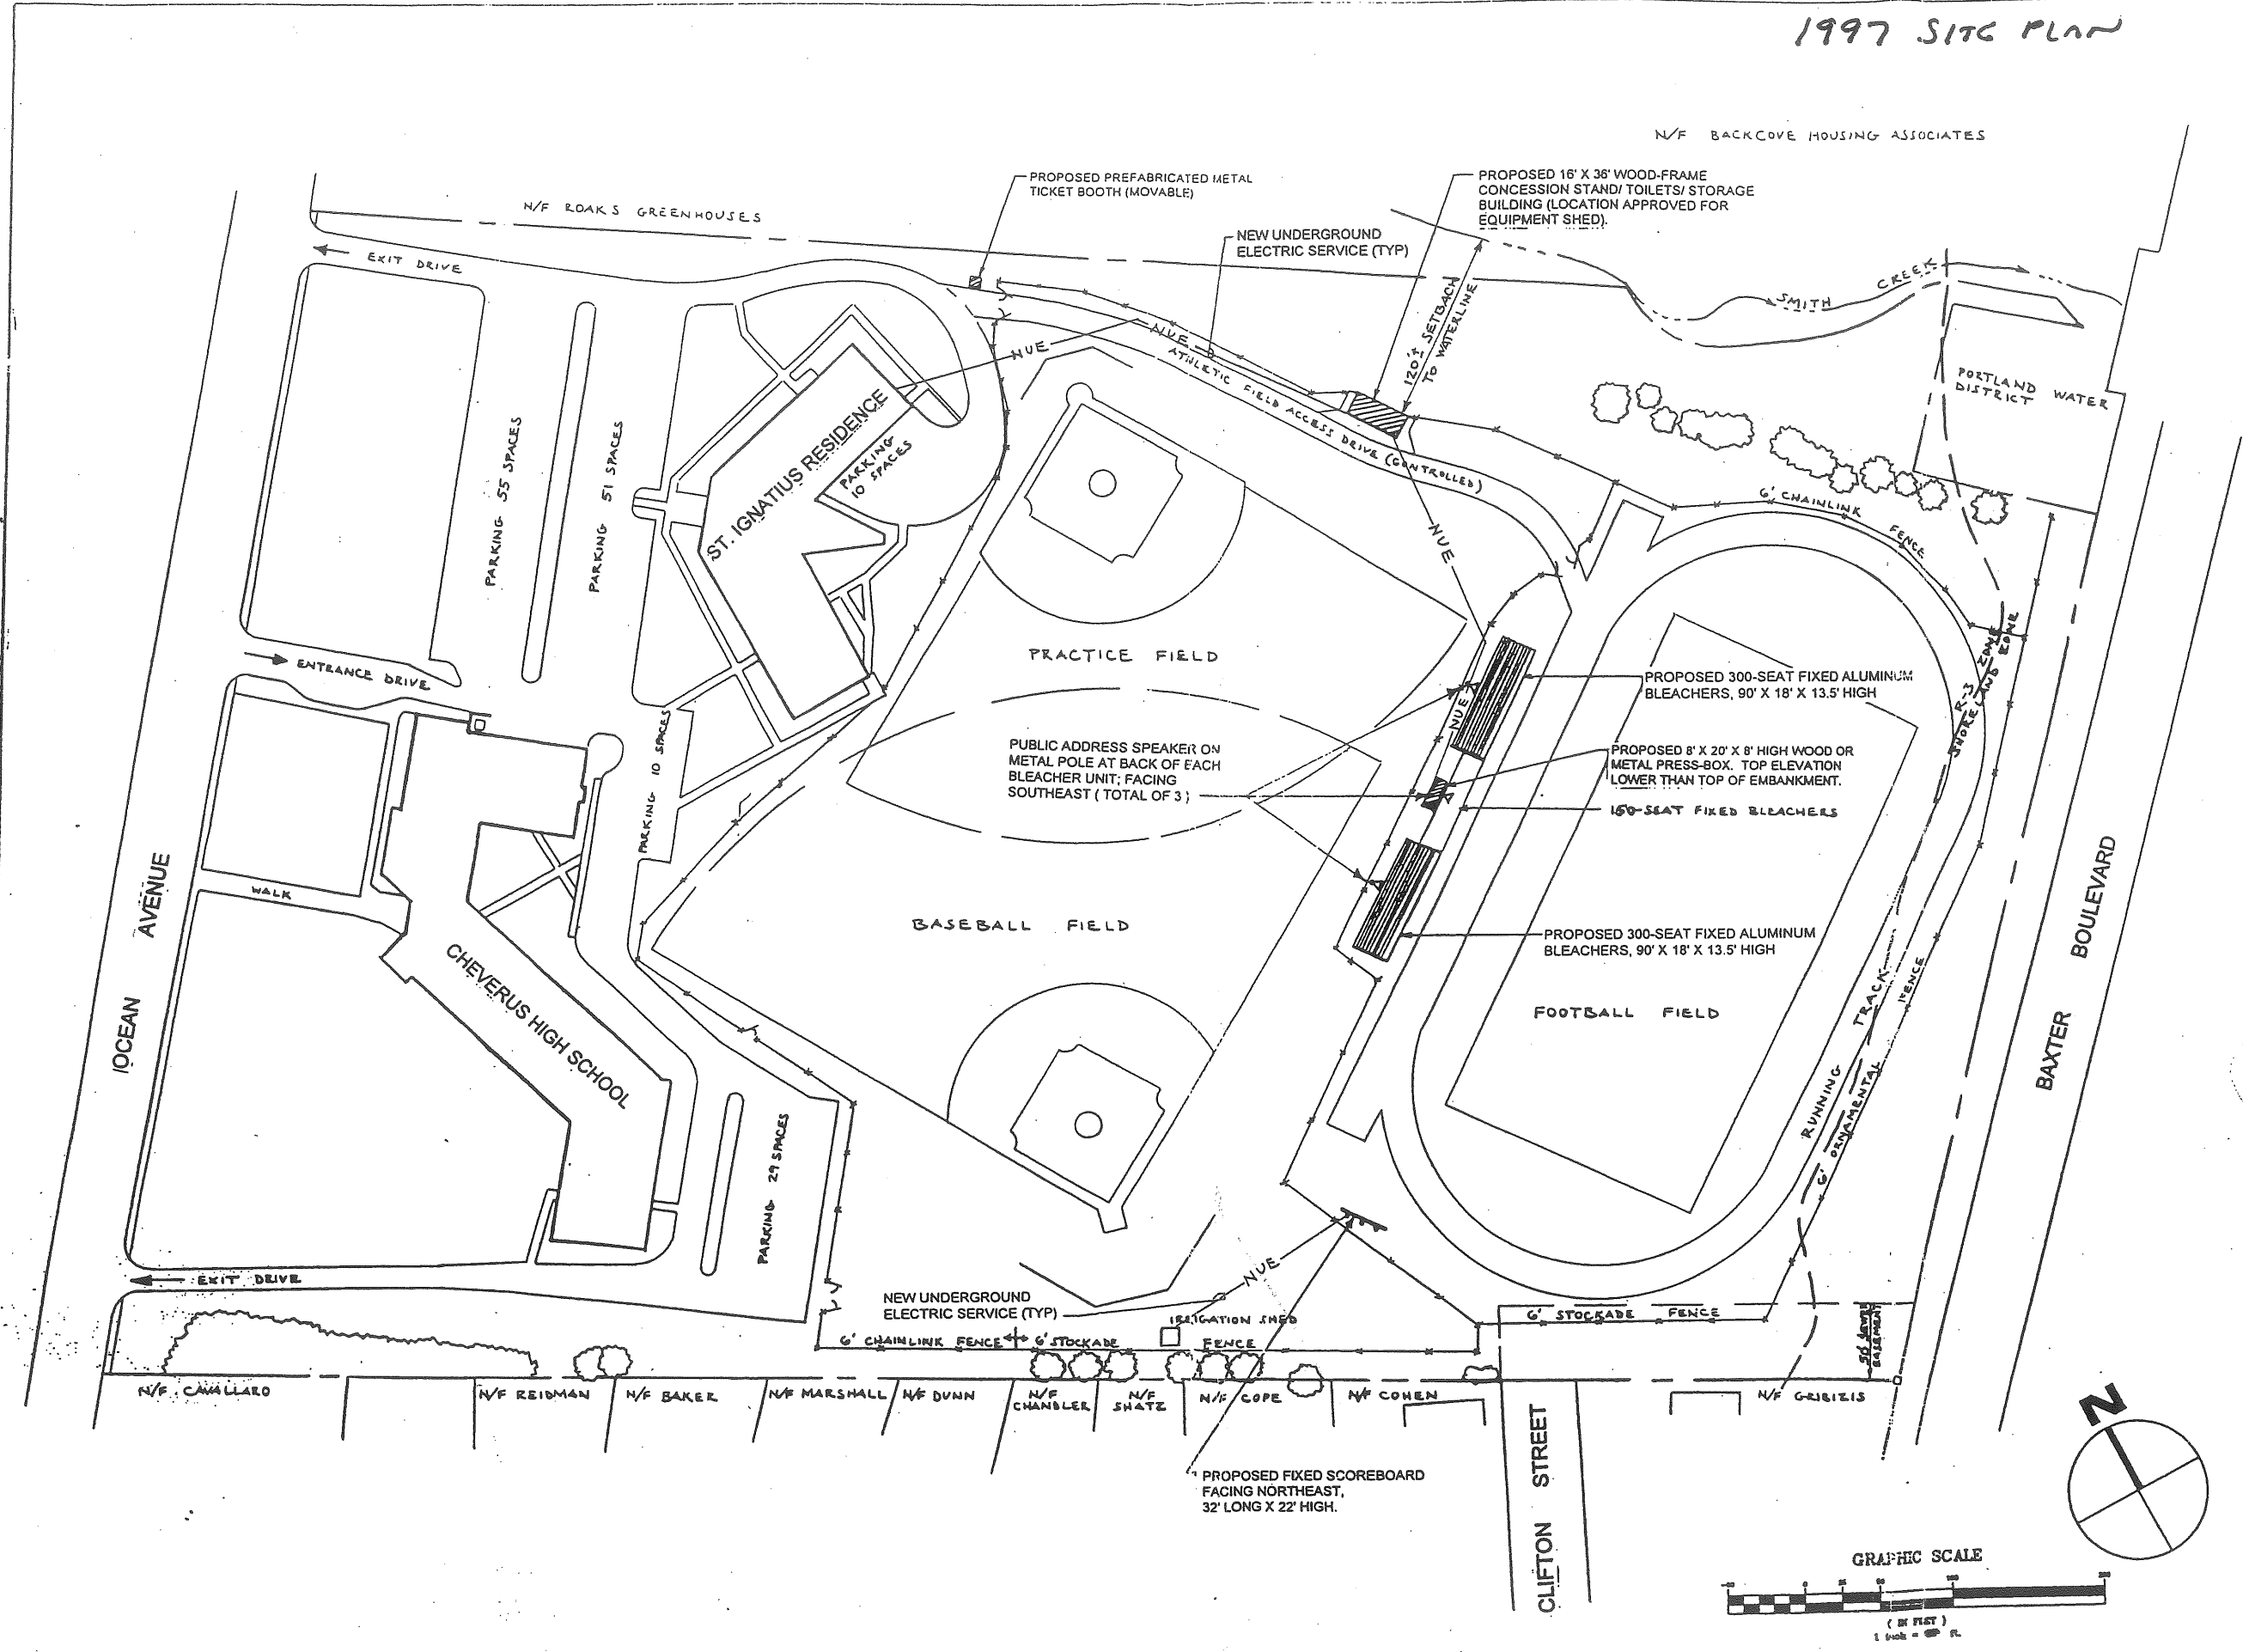 1997 SITE PLAN
N/F BACKCOVE HOUSING ASSOCIATES
PROPOSED PREFABRICATED METAL
TICKET BOOTH (MOVABLE)
PROPOSED 16' X 36' WOOD-FRAME
CONCESSION STAND/ TOILETS/ STORAGE
BUILDING (LOCATION APPROVED FOR
EQUIPMENT SHED).
N/F ROAKS GREENHOUSES
NEW UNDERGROUND
ELECTRIC SERVICE (TYP)
EXIT DRIVE
120'± SETBACK
TO WATERLINE
SMITH CREEK
NUE
NUE
ATHLETIC FIELD ACCESS DRIVE (CONTROLLED)
PORTLAND WATER
DISTRICT
PARKING 55 SPACES
PARKING 51 SPACES
ST. IGNATIUS RESIDENCE
PARKING
10 SPACES
NUE
6' CHAINLINK FENCE
ENTRANCE DRIVE
PRACTICE FIELD
R-3 ZONE
SHORELAND ZONE
PROPOSED 300-SEAT FIXED ALUMINUM
BLEACHERS, 90' X 18' X 13.5' HIGH
NUE
PARKING 10 SPACES
PUBLIC ADDRESS SPEAKER ON
METAL POLE AT BACK OF EACH
BLEACHER UNIT; FACING
SOUTHEAST ( TOTAL OF 3 )
PROPOSED 8' X 20' X 8' HIGH WOOD OR
METAL PRESS-BOX. TOP ELEVATION
LOWER THAN TOP OF EMBANKMENT.
150-SEAT FIXED BLEACHERS
OCEAN AVENUE
WALK
BASEBALL FIELD
PROPOSED 300-SEAT FIXED ALUMINUM
BLEACHERS, 90' X 18' X 13.5' HIGH
CHEVERUS HIGH SCHOOL
FOOTBALL FIELD
RUNNING TRACK
6' ORNAMENTAL FENCE
BAXTER BOULEVARD
PARKING 29 SPACES
EXIT DRIVE
NUE
NEW UNDERGROUND
ELECTRIC SERVICE (TYP)
IRRIGATION SHED
6' CHAINLINK FENCE 6' STOCKADE FENCE
6' STOCKADE FENCE
EASEMENT
N/F CAVALLARO
N/F REIDMAN
N/F BAKER
N/F MARSHALL
N/F DUNN
N/F
CHANDLER
N/F
SHATZ
N/F COPE
N/F COHEN
N/F GRIBIZIS
CLIFTON STREET
PROPOSED FIXED SCOREBOARD
FACING NORTHEAST,
32' LONG X 22' HIGH.
N
GRAPHIC SCALE
( IN FEET )